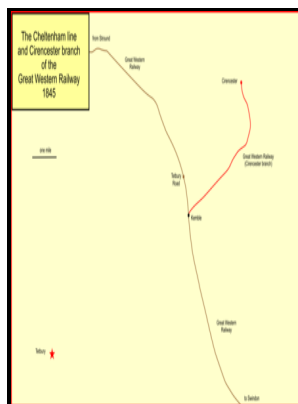 The Cheltenham line
and Cirencester branch
of the
Great Western Railway
1845
from Stround
Great Western
Railway
Cirencester
one mile
Great Western Railway
(Cirencester branch)
Tetbury
Road
Kemble
Great Western
Railway
Tetbury
to Swindon